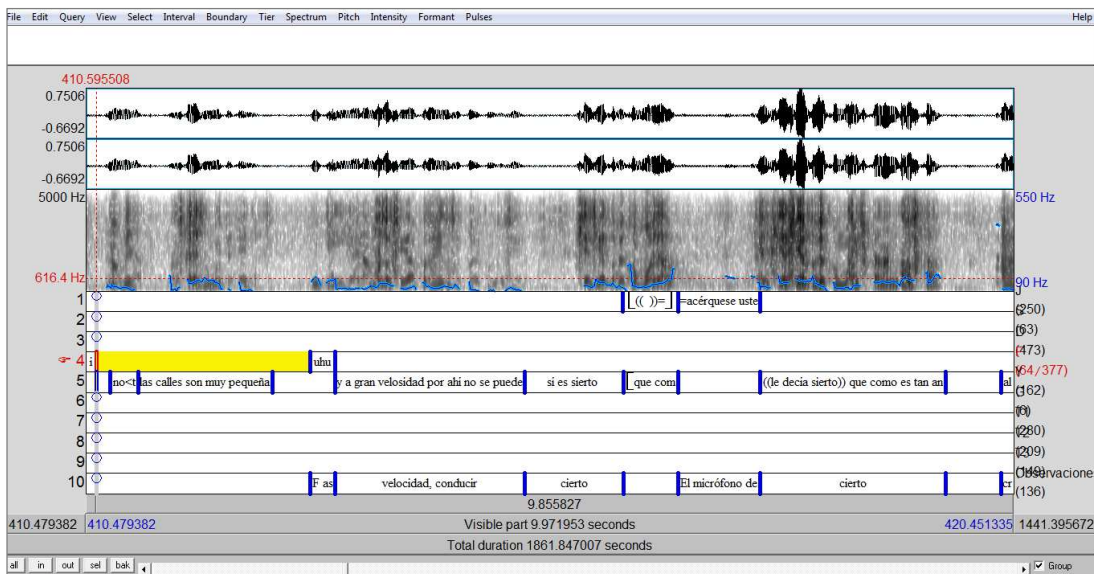 File Edit Query View Select Interval Boundary Tier Spectrum Pitch Intensity Formant Pulses Help
410.595508
0.7506
-0.6692
0.7506
-0.6692
5000 Hz 550 Hz
616.4 Hz 90 Hz
1 [(( ))=] =acérquese uste (250)
2 (63)
3 (473)
4 i uhu (64/377)
5 no<t las calles son muy pequeña y a gran velosidad por ahí no se puede si es sierto [que com ((le decia sierto)) que como es tan an al (162)
6 (6)
7 (280)
8 (209)
9 (149)
Observaciones
10 F as velocidad, conducir cierto El micrófono de cierto cr (136)
9.855827
410.479382 410.479382 Visible part 9.971953 seconds 420.451335 1441.395672
Total duration 1861.847007 seconds
all in out sel bak Group